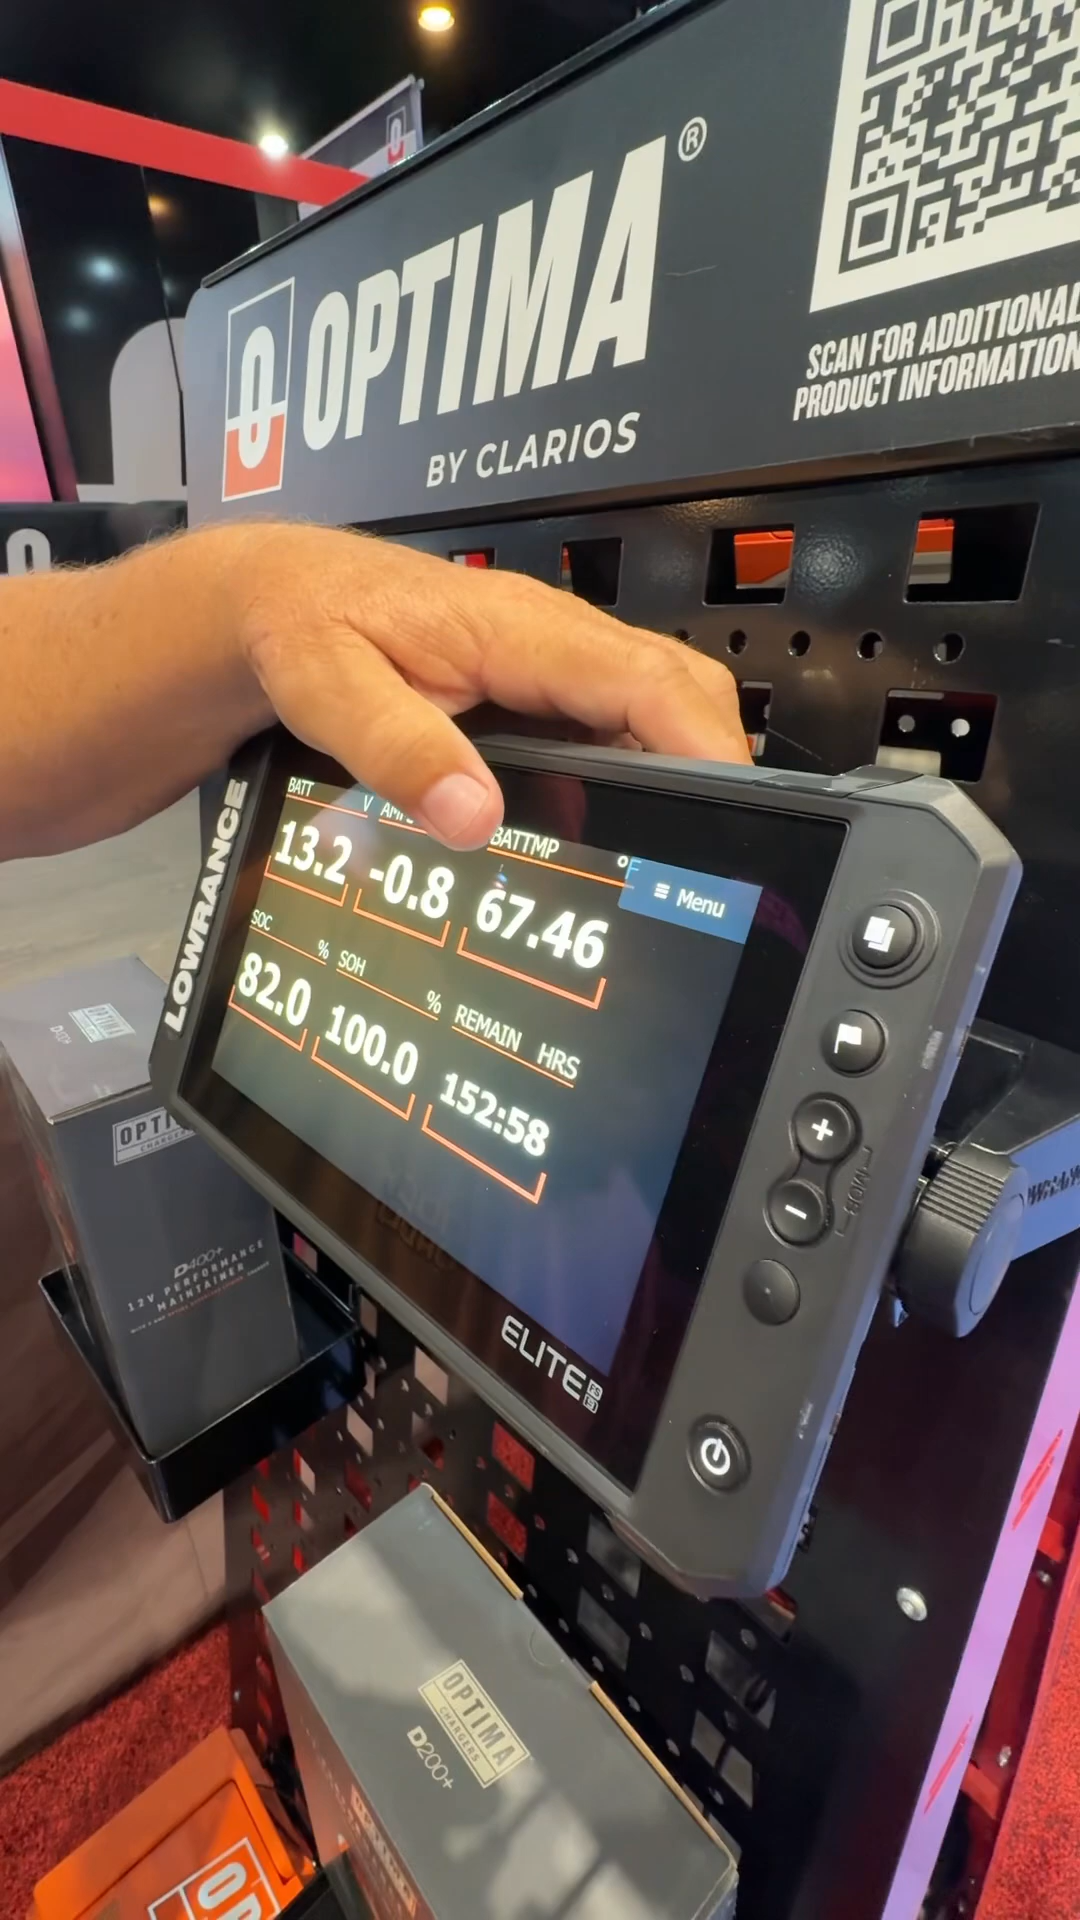 OPTIMA®
BY CLARIOS
SCAN FOR ADDITIONAL
PRODUCT INFORMATION
LOWRANCE
BATT V
13.2
-0.8
BATTMP °F
67.46
Menu
SOC %
82.0
SOH %
100.0
REMAIN HRS
152:58
MOB
ELITE FS
9
OPTIMA
CHARGERS
D400+
12V PERFORMANCE
MAINTAINER
OPTIMA
CHARGERS
D200+